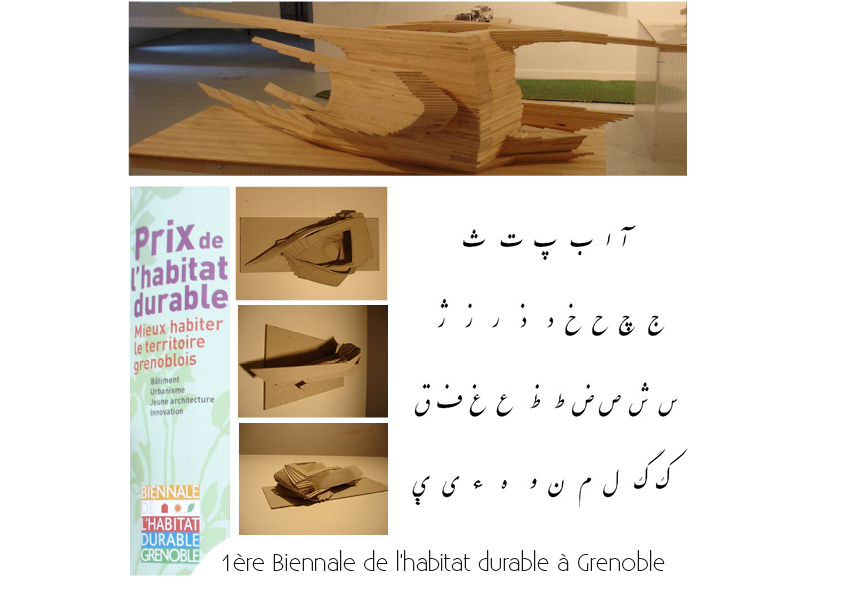 Prix de
l'habitat
durable
Mieux habiter
le territoire
grenoblois
Bâtiment
Urbanisme
Jeune architecture
Innovation
BIENNALE
DE
L'HABITAT
DURABLE
GRENOBLE
آ ا ب پ ت ث
ج چ ح خ د ذ ر ز ژ
س ش ص ض ط ظ ع غ ف ق
ک ک ل م ن و ه ء ی ي
1ère Biennale de l'habitat durable à Grenoble